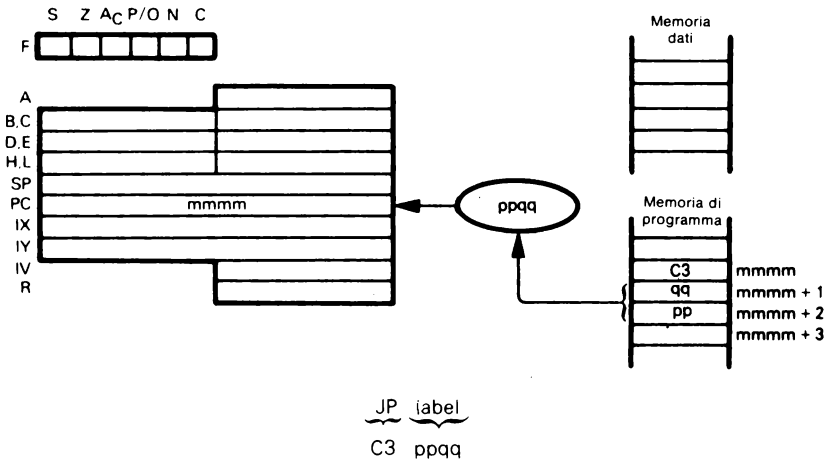 S Z AC P/O N C
F
A
B,C
D,E
H,L
SP
PC mmmm
IX
IY
IV
R
ppqq
Memoria
dati
Memoria di
programma
C3 mmmm
qq mmmm + 1
pp mmmm + 2
mmmm + 3
JP label
C3 ppqq